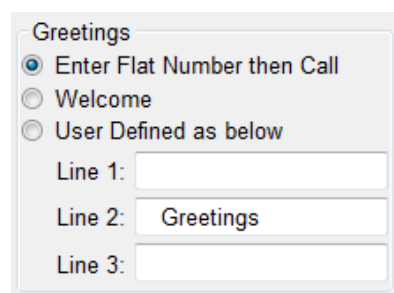 Greetings
Enter Flat Number then Call
Welcome
User Defined as below
Line 1:
Line 2: Greetings
Line 3: